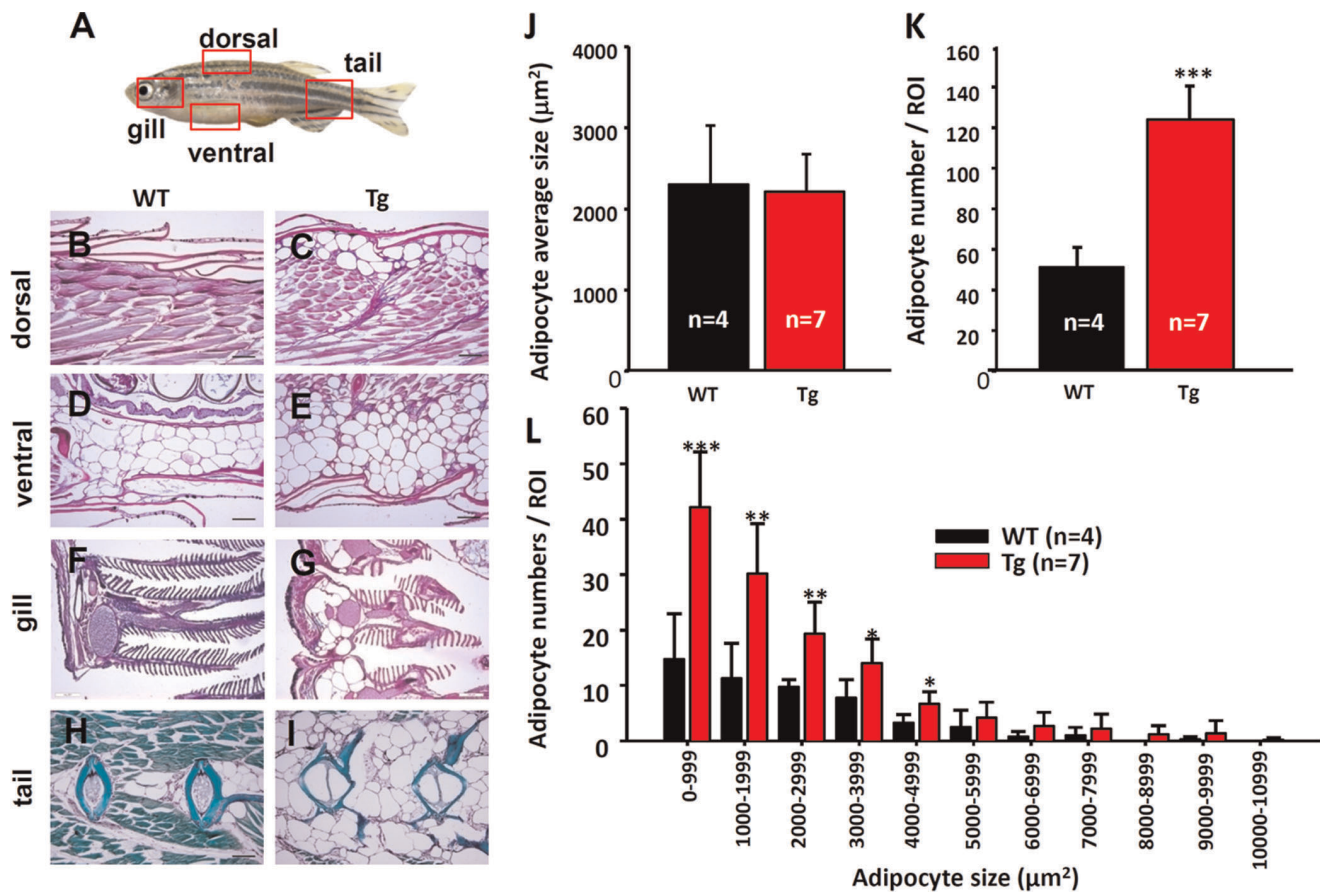 A
dorsal
tail
gill
ventral
WT
Tg
dorsal
B
C
ventral
D
E
gill
F
G
tail
H
I
J
Adipocyte average size (µm²)
4000
3000
2000
1000
0
n=4
n=7
WT
Tg
K
Adipocyte number / ROI
160
140
120
100
80
60
40
20
0
***
n=4
n=7
WT
Tg
L
Adipocyte numbers / ROI
60
50
40
30
20
10
0
***
**
**
*
*
WT (n=4)
Tg (n=7)
0-999
1000-1999
2000-2999
3000-3999
4000-4999
5000-5999
6000-6999
7000-7999
8000-8999
9000-9999
10000-10999
Adipocyte size (µm²)